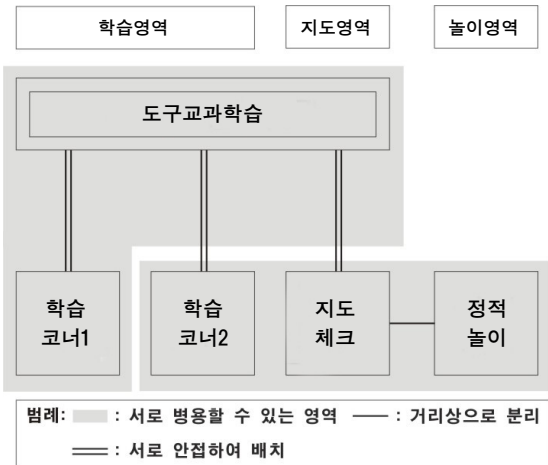 학습영역 지도영역 놀이영역
도구교과학습
학습 학습 지도 정적
코너1 코너2 체크 놀이
범례: : 서로 병용할 수 있는 영역 : 거리상으로 분리
: 서로 안접하여 배치